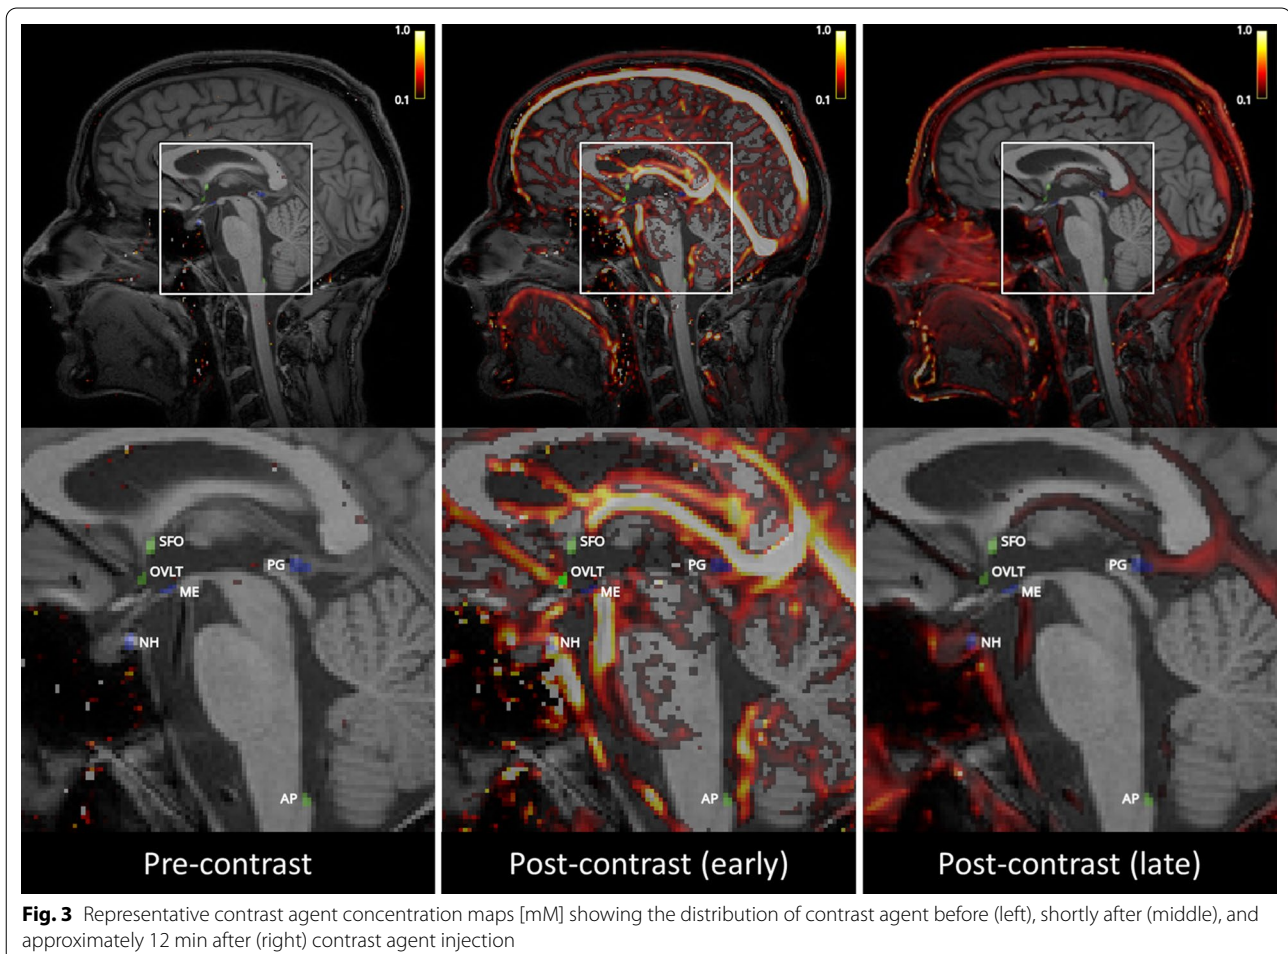 1.0
0.1
1.0
0.1
1.0
0.1
SFO
OVLT
ME
PG
NH
AP
SFO
OVLT
ME
PG
NH
AP
SFO
OVLT
ME
PG
NH
AP
Pre-contrast
Post-contrast (early)
Post-contrast (late)
Fig. 3 Representative contrast agent concentration maps [mM] showing the distribution of contrast agent before (left), shortly after (middle), and
approximately 12 min after (right) contrast agent injection